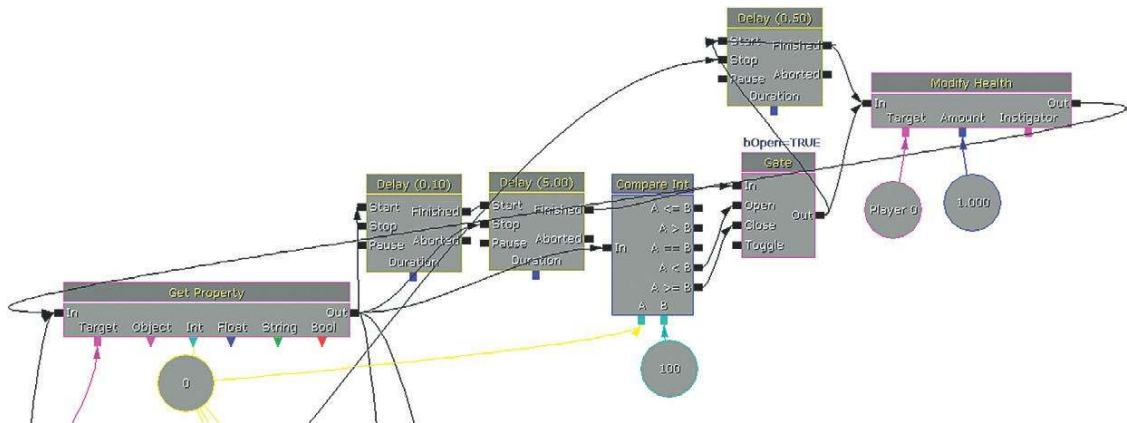 Delay (0.50)
Start Finished
Stop
Pause Aborted
Duration
Modify Health
In Out
Target Amount Instigator
Player 0
1.000
bOpen=TRUE
Gate
In
Open
Close Out
Toggle
Delay (0.10)
Start Finished
Stop
Pause Aborted
Duration
Delay (5.00)
Start Finished
Stop
Pause Aborted
Duration
Compare Int
A <= B
A > B
In A == B
A < B
A >= B
A B
100
Get Property
In Out
Target Object Int Float String Bool
0